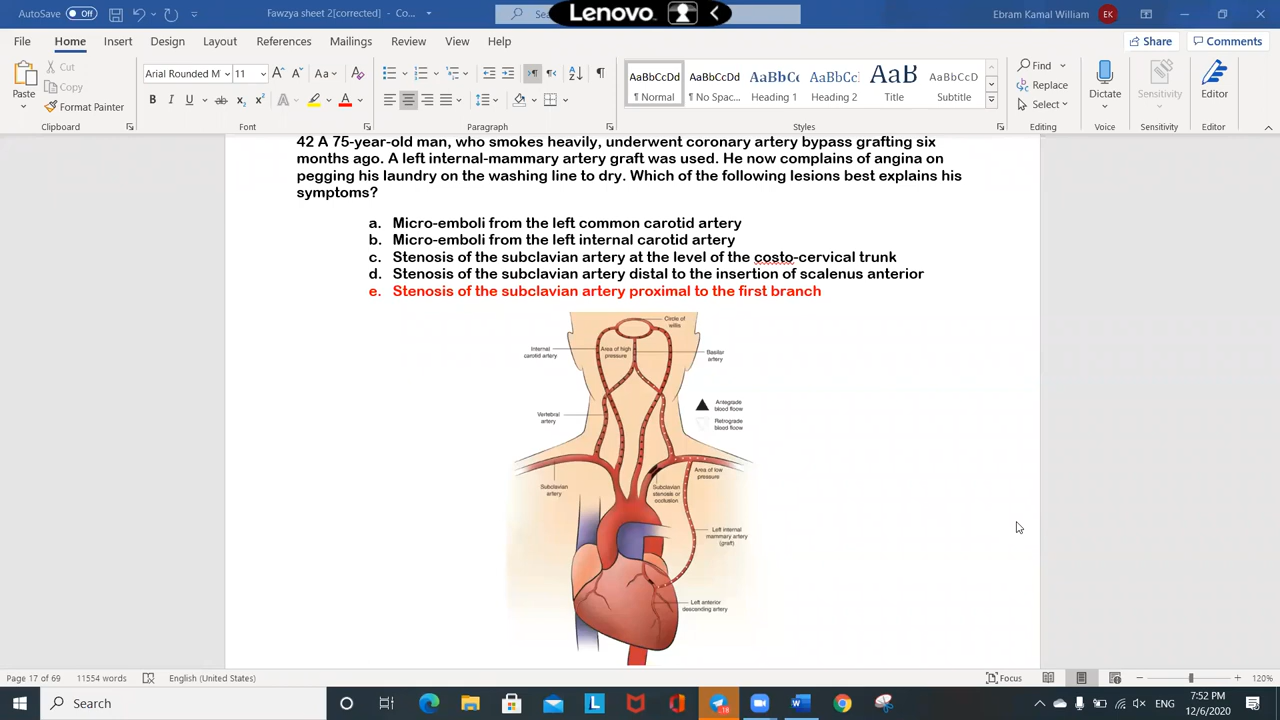 AutoSave Off
Fawzya sheet 2 [60
Lenovo
Ebram Kamal William
EK
File Home Insert Design Layout References Mailings Review View Help
Share Comments
Paste
Cut
Copy
Format Painter
Clipboard
Arial Rounded M
11
Font
Paragraph
AaBbCcDd AaBbCcDd AaBbCc AaBbCc AaB AaBbCcD
¶ Normal ¶ No Spac... Heading 1 Heading 2 Title Subtitle
Styles
Find
Replace
Select
Editing
Dictate
Voice
Sensitivity
Sensitivity
Editor
Editor
42 A 75-year-old man, who smokes heavily, underwent coronary artery bypass grafting six
months ago. A left internal-mammary artery graft was used. He now complains of angina on
pegging his laundry on the washing line to dry. Which of the following lesions best explains his
symptoms?
a. Micro-emboli from the left common carotid artery
b. Micro-emboli from the left internal carotid artery
c. Stenosis of the subclavian artery at the level of the costo-cervical trunk
d. Stenosis of the subclavian artery distal to the insertion of scalenus anterior
e. Stenosis of the subclavian artery proximal to the first branch
Circle of
willis
Internal
carotid artery
Area of high
pressure
Basilar
artery
Antegrade
blood floow
Retrograde
blood floow
Vertebral
artery
Subclavian
artery
Subclavian
stenosis or
occlusion
Area of low
pressure
Left internal
mammary artery
(graft)
Left anterior
descending artery
Page 17 of 69 11554 words English (United States)
Focus
120%
Search
18
7:52 PM
12/6/2020